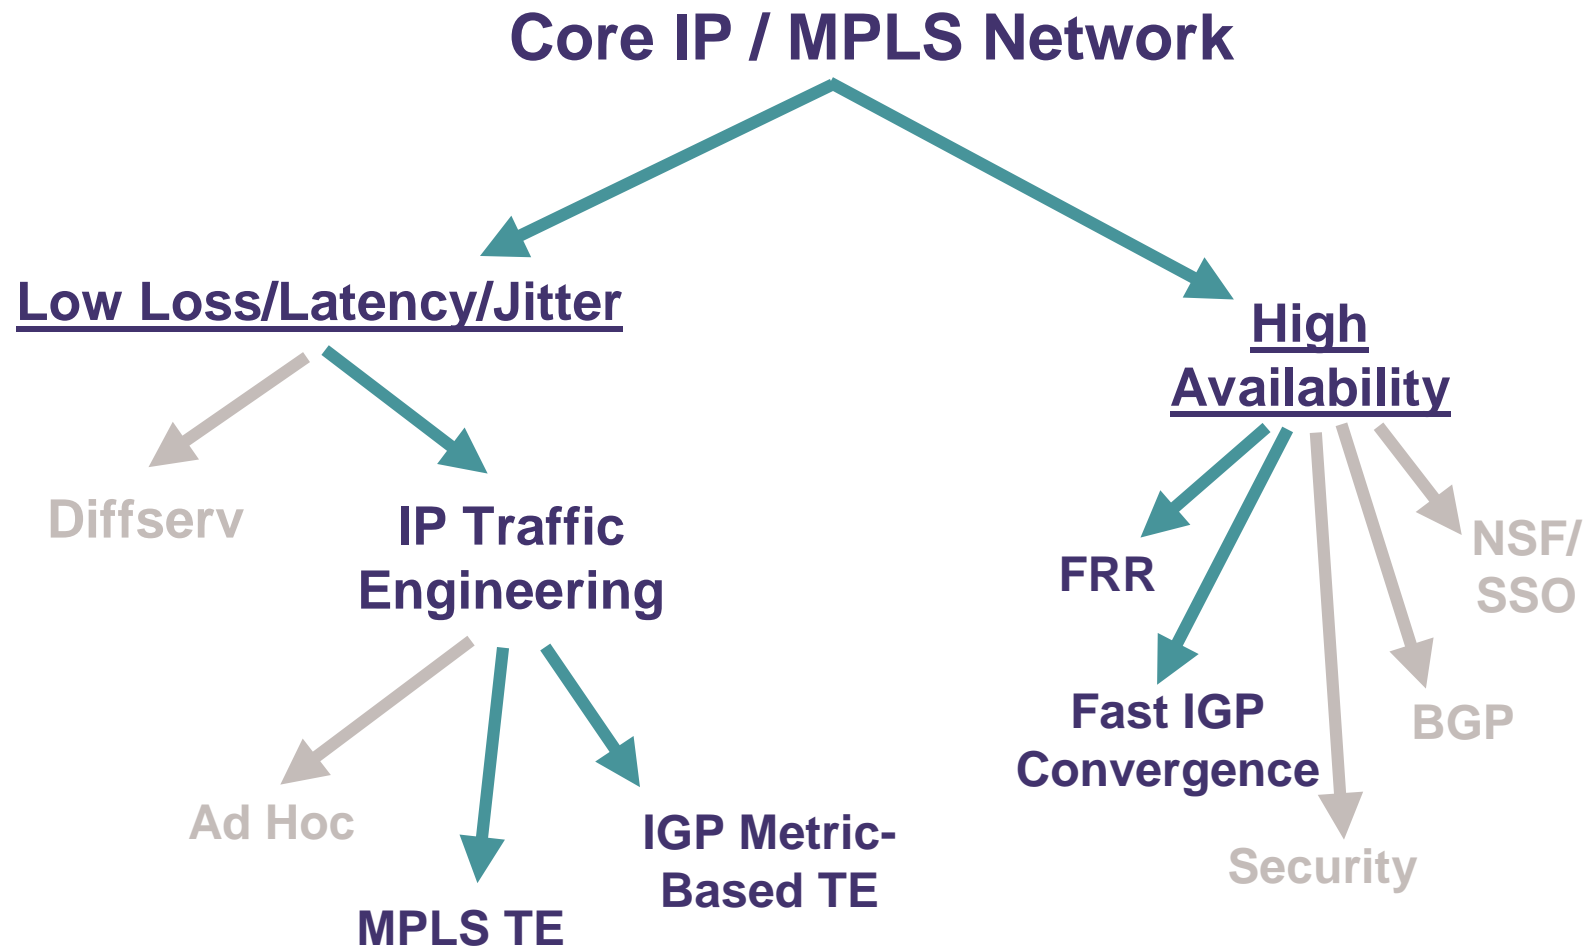 Core IP / MPLS Network
Low Loss/Latency/Jitter
High
Availability
Diffserv
IP Traffic
Engineering
FRR
NSF/
SSO
Fast IGP
Convergence
BGP
Ad Hoc
IGP Metric-
Based TE
Security
MPLS TE